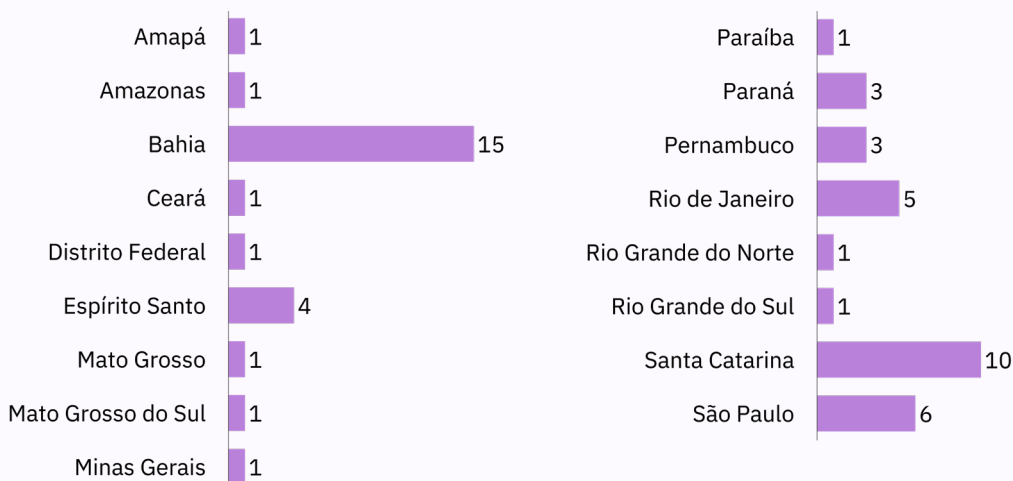 Amapá 1
Amazonas 1
Bahia 15
Ceará 1
Distrito Federal 1
Espírito Santo 4
Mato Grosso 1
Mato Grosso do Sul 1
Minas Gerais 1
Paraíba 1
Paraná 3
Pernambuco 3
Rio de Janeiro 5
Rio Grande do Norte 1
Rio Grande do Sul 1
Santa Catarina 10
São Paulo 6